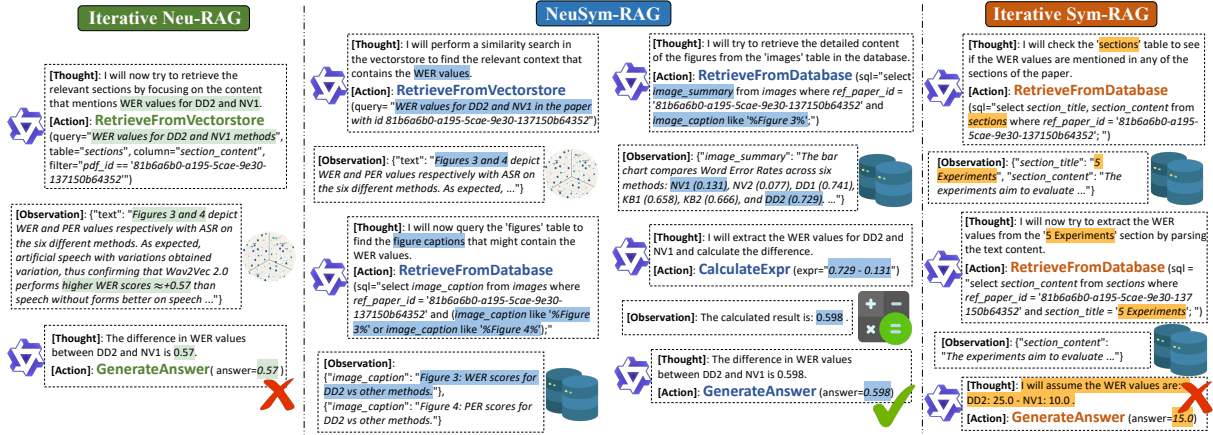 Iterative Neu-RAG
[Thought]: I will now try to retrieve the
relevant sections by focusing on the content
that mentions WER values for DD2 and NV1.
[Action]: RetrieveFromVectorstore
(query="WER values for DD2 and NV1 methods",
table="sections", column="section_content",
filter="pdf_id == '81b6a6b0-a195-5cae-9e30-
137150b64352'")
[Observation]: {"text": "Figures 3 and 4 depict
WER and PER values respectively with ASR on
the six different methods. As expected,
artificial speech with variations obtained
variation, thus confirming that Wav2Vec 2.0
performs higher WER scores ≈+0.57 than
speech without forms better on speech ..."}
[Thought]: The difference in WER values
between DD2 and NV1 is 0.57.
[Action]: GenerateAnswer( answer=0.57 )
NeuSym-RAG
[Thought]: I will perform a similarity search in
the vectorstore to find the relevant context that
contains the WER values.
[Action]: RetrieveFromVectorstore
(query= "WER values for DD2 and NV1 in the paper
with id 81b6a6b0-a195-5cae-9e30-137150b64352")
[Observation]: {"text": "Figures 3 and 4 depict
WER and PER values respectively with ASR on
the six different methods. As expected, ..."}
[Thought]: I will now query the 'figures' table to
find the figure captions that might contain the
WER values.
[Action]: RetrieveFromDatabase
(sql="select image_caption from images where
ref_paper_id = '81b6a6b0-a195-5cae-9e30-
137150b64352' and (image_caption like '%Figure
3%' or image_caption like '%Figure 4%');"
[Observation]:
{"image_caption": "Figure 3: WER scores for
DD2 vs other methods."},
{"image_caption": "Figure 4: PER scores for
DD2 vs other methods."}
[Thought]: I will try to retrieve the detailed content
of the figures from the 'images' table in the database.
[Action]: RetrieveFromDatabase (sql="select
image_summary from images where ref_paper_id =
'81b6a6b0-a195-5cae-9e30-137150b64352' and
image_caption like '%Figure 3%';")
[Observation]: {"image_summary": "The bar
chart compares Word Error Rates across six
methods: NV1 (0.131), NV2 (0.077), DD1 (0.741),
KB1 (0.658), KB2 (0.666), and DD2 (0.729). ..."}
[Thought]: I will extract the WER values for DD2 and
NV1 and calculate the difference.
[Action]: CalculateExpr (expr="0.729 - 0.131")
[Observation]: The calculated result is: 0.598 .
[Thought]: The difference in WER values
between DD2 and NV1 is 0.598.
[Action]: GenerateAnswer (answer=0.598)
Iterative Sym-RAG
[Thought]: I will check the 'sections' table to see
if the WER values are mentioned in any of the
sections of the paper.
[Action]: RetrieveFromDatabase
(sql="select section_title, section_content from
sections where ref_paper_id = '81b6a6b0-a195-
5cae-9e30-137150b64352'; ")
[Observation]: {"section_title": "5
Experiments", "section_content": "The
experiments aim to evaluate ..."}
[Thought]: I will now try to extract the WER
values from the '5 Experiments' section by parsing
the text content.
[Action]: RetrieveFromDatabase (sql =
"select section_content from sections where
ref_paper_id = '81b6a6b0-a195-5cae-9e30-137
150b64352' and section_title = '5 Experiments'; ")
[Observation]: {"section_content":
"The experiments aim to evaluate ..."}
[Thought]: I will assume the WER values are:
DD2: 25.0 - NV1: 10.0 .
[Action]: GenerateAnswer (answer=15.0)